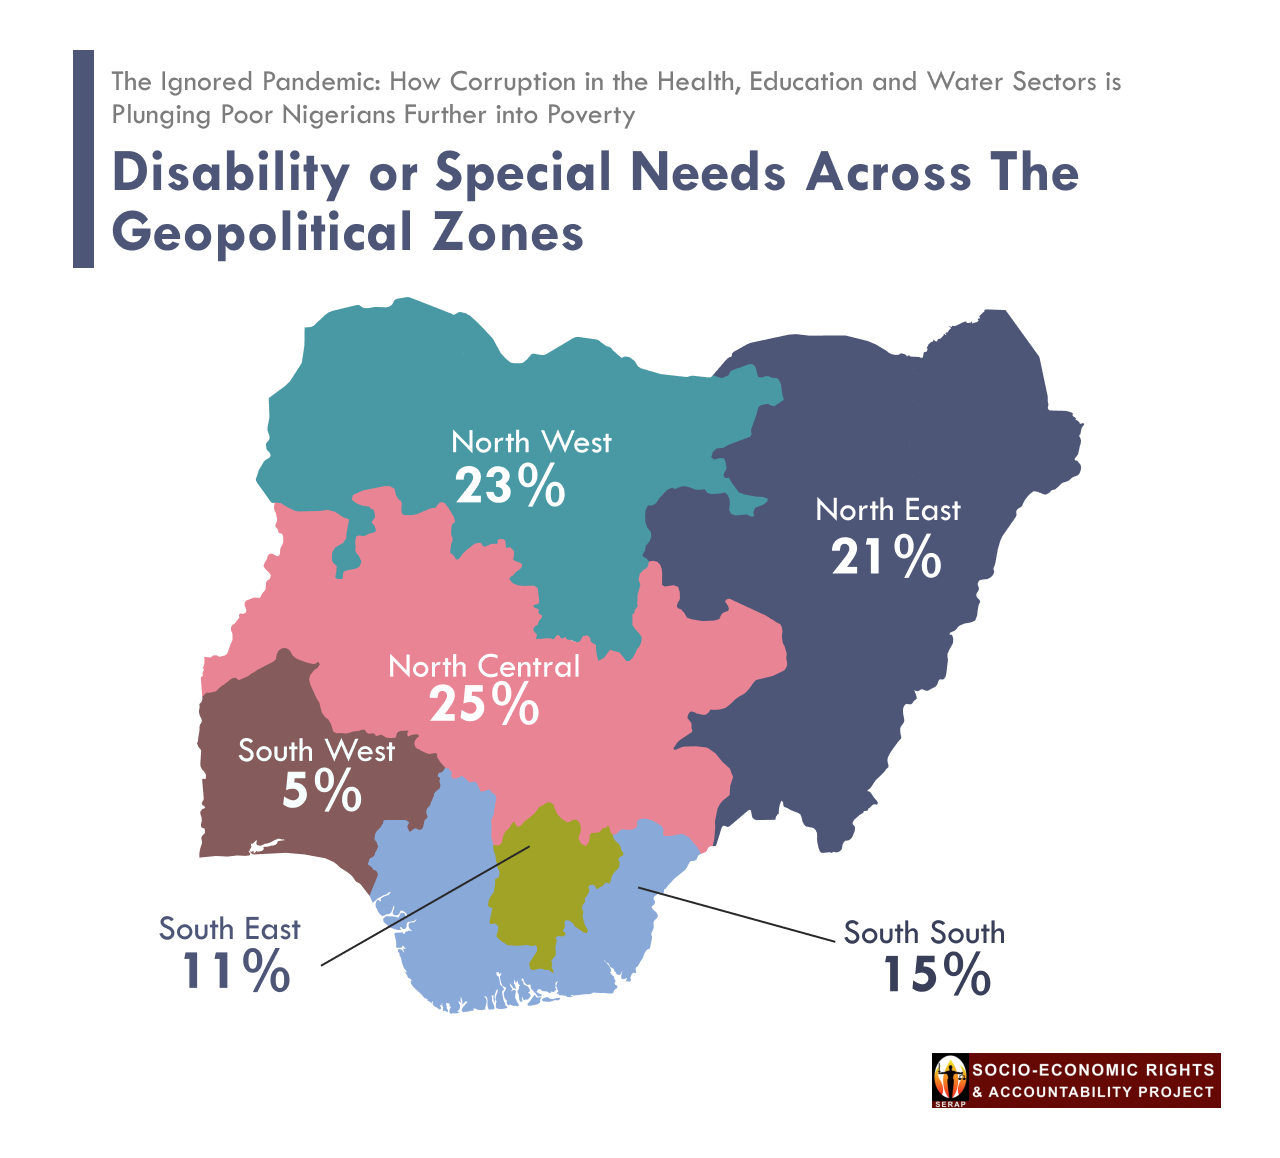 The Ignored Pandemic: How Corruption in the Health, Education and Water Sectors is
Plunging Poor Nigerians Further into Poverty
Disability or Special Needs Across The
Geopolitical Zones
North West
23%
North East
21%
North Central
25%
South West
5%
South East
11%
South South
15%
SOCIO-ECONOMIC RIGHTS
& ACCOUNTABILITY PROJECT
SERAP